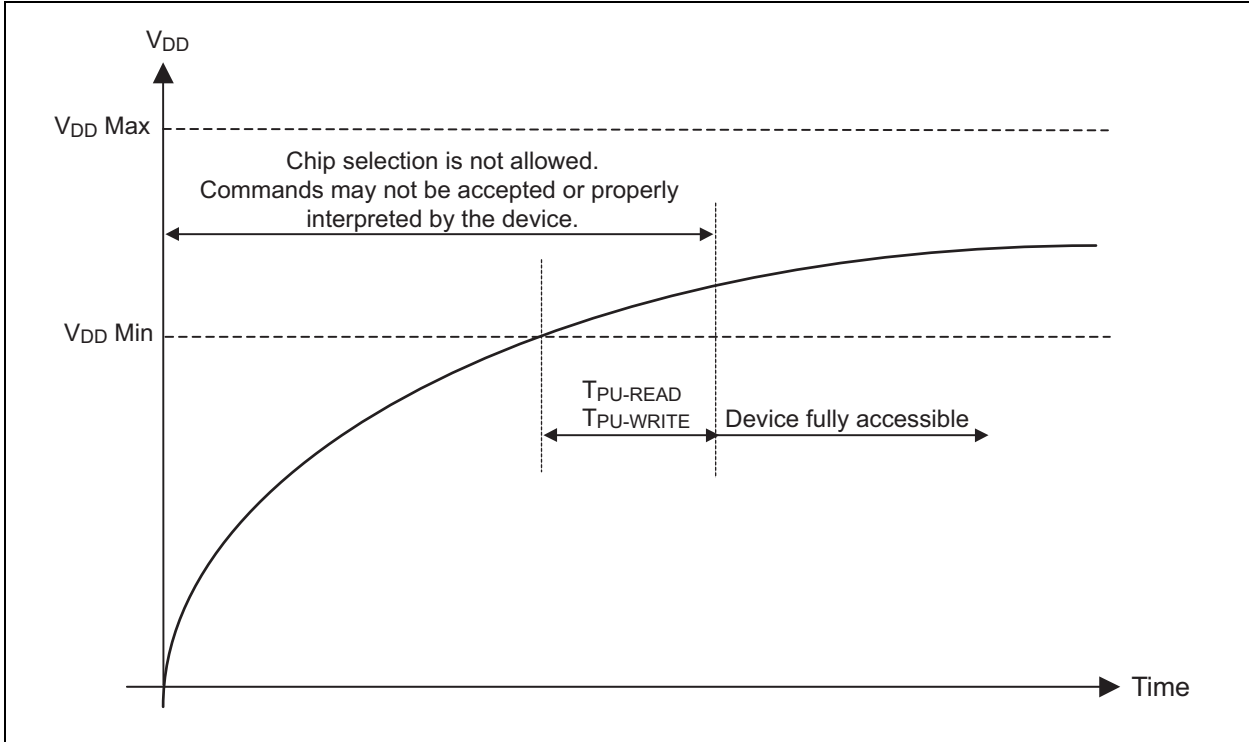 VDD
VDD Max
Chip selection is not allowed.
Commands may not be accepted or properly
interpreted by the device.
VDD Min
TPU-READ
TPU-WRITE
Device fully accessible
Time